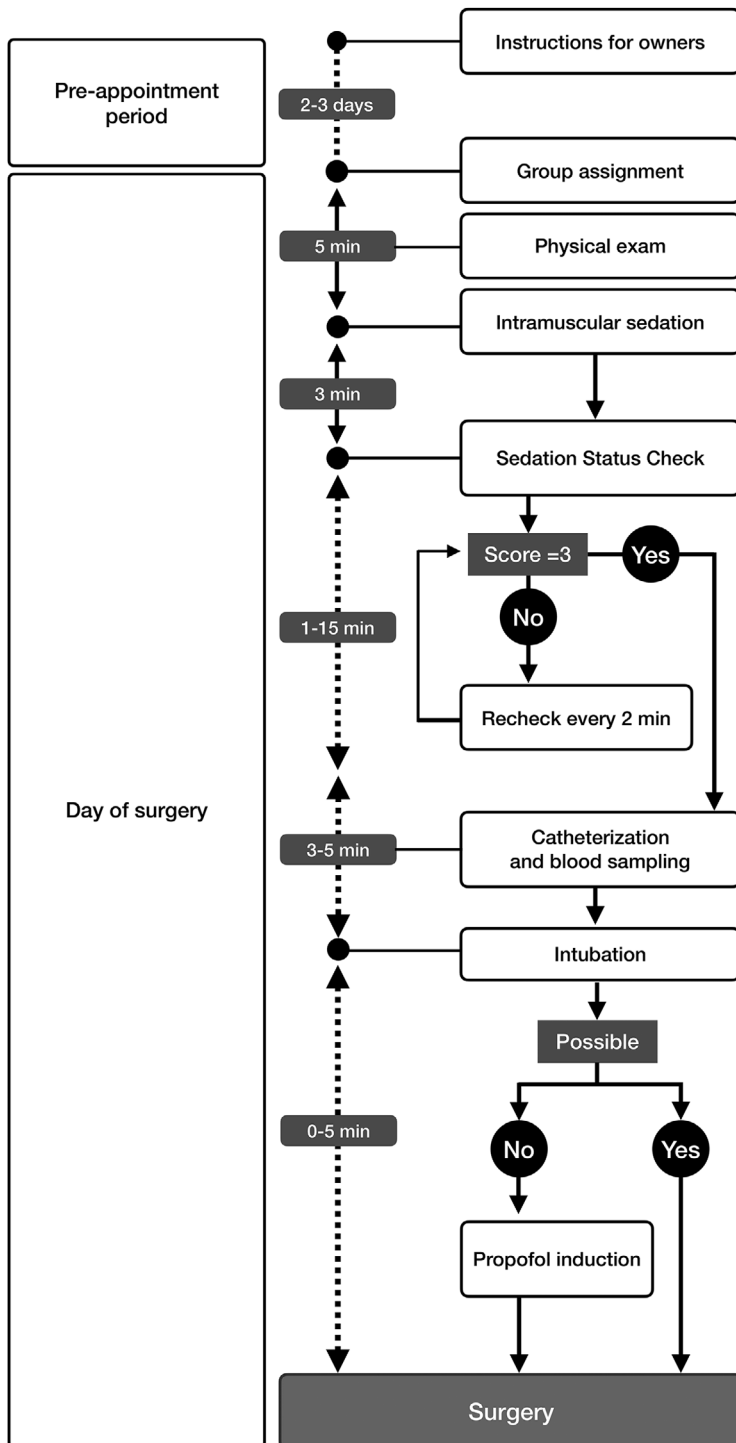 Instructions for owners
Pre-appointment
period
2-3 days
Group assignment
5 min
Physical exam
Intramuscular sedation
3 min
Sedation Status Check
Score =3
Yes
No
1-15 min
Recheck every 2 min
Day of surgery
Catheterization
and blood sampling
3-5 min
Intubation
Possible
0-5 min
No
Yes
Propofol induction
Surgery